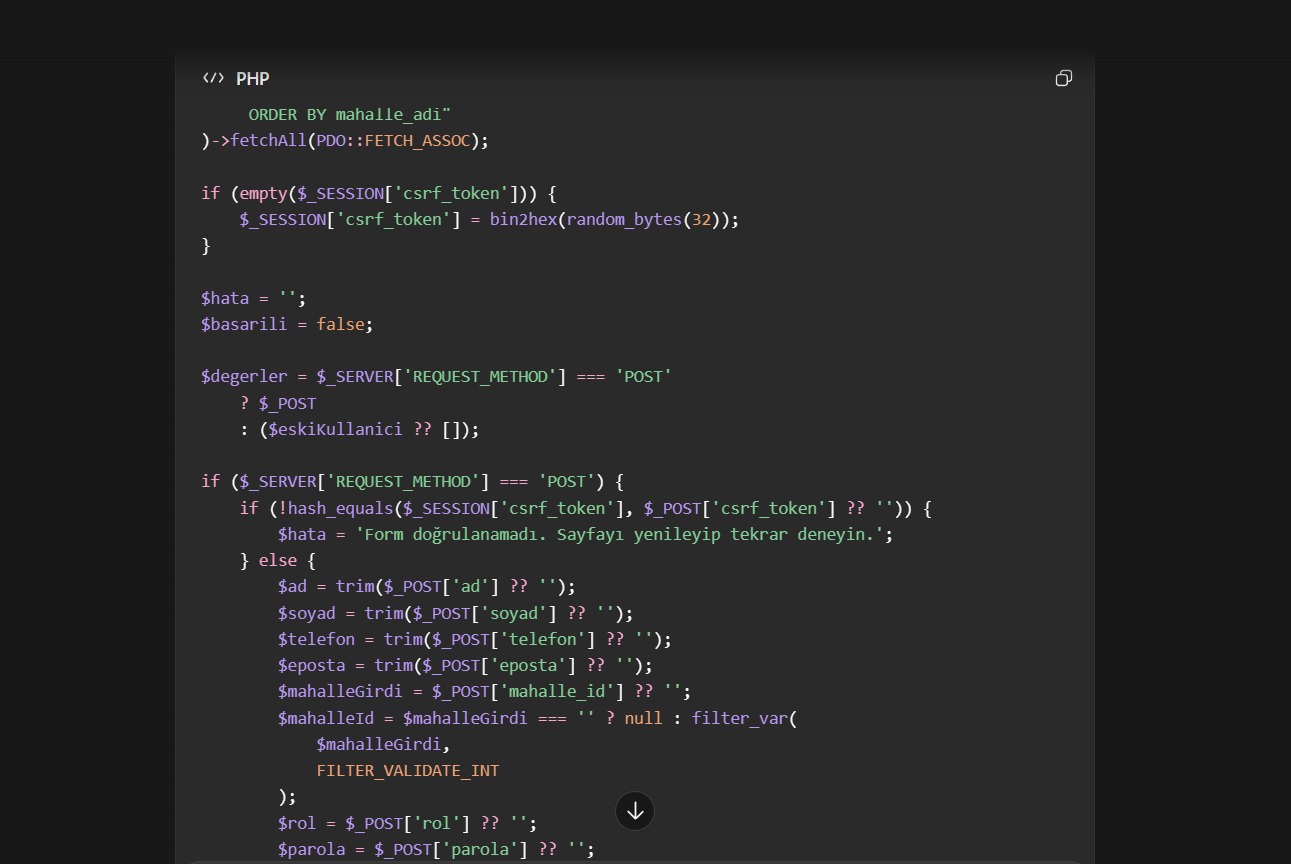 </> PHP
ORDER BY mahalle_adi"
)->fetchAll(PDO::FETCH_ASSOC);
if (empty($_SESSION['csrf_token'])) {
$_SESSION['csrf_token'] = bin2hex(random_bytes(32));
}
$hata = '';
$basarili = false;
$degerler = $_SERVER['REQUEST_METHOD'] === 'POST'
? $_POST
: ($eskiKullanici ?? []);
if ($_SERVER['REQUEST_METHOD'] === 'POST') {
if (!hash_equals($_SESSION['csrf_token'], $_POST['csrf_token'] ?? '')) {
$hata = 'Form doğrulanamadı. Sayfayı yenileyip tekrar deneyin.';
} else {
$ad = trim($_POST['ad'] ?? '');
$soyad = trim($_POST['soyad'] ?? '');
$telefon = trim($_POST['telefon'] ?? '');
$eposta = trim($_POST['eposta'] ?? '');
$mahalleGirdi = $_POST['mahalle_id'] ?? '';
$mahalleId = $mahalleGirdi === '' ? null : filter_var(
$mahalleGirdi,
FILTER_VALIDATE_INT
);
$rol = $_POST['rol'] ?? '';
$parola = $_POST['parola'] ?? '';